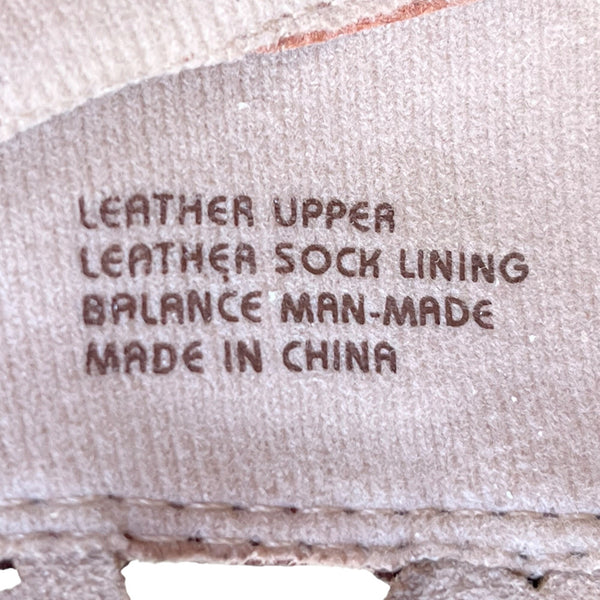 LEATHER UPPER
LEATHER SOCK LINING
BALANCE MAN-MADE
MADE IN CHINA